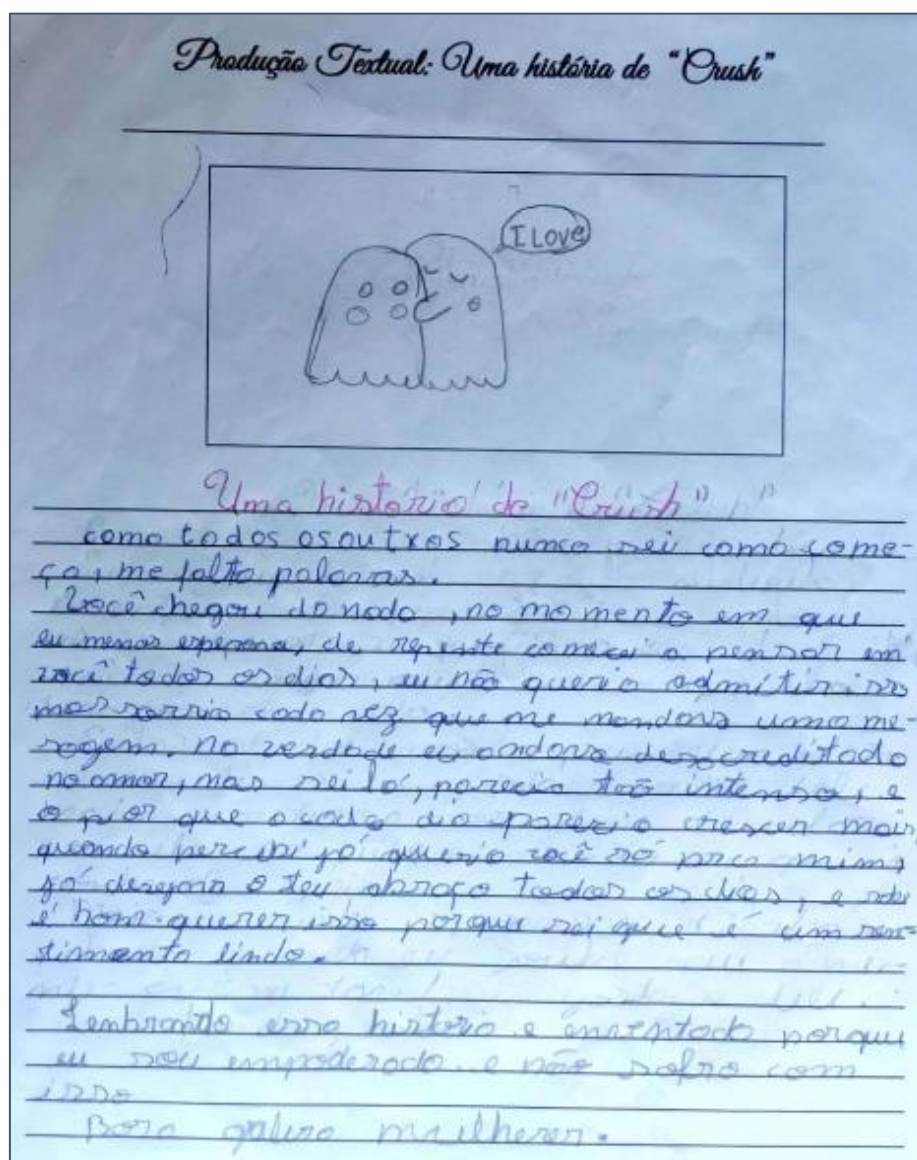 Produção Textual: Uma história de "Crush"
I Love
Uma história de "Crush"
como todos osoutros nunca sei como come-
ço, me falta palavras.
Você chegou do nada, no momento em que
eu menos esperava, de repente comecei a pensar em
você todos os dias, eu não queria admitir isso
mas sorria cada vez que me mandava uma me-
sagem. na verdade eu andava desacreditada
no amor, mas sei lá, parecia tão intenso, e
o pior que a cada dia parecia crescer mais,
quando percebi já queria você só pra mim,
já desejava o teu abraço todos os dias, e sabe
é bom querer isso porque sei que é um sen-
timento lindo.
Lembrando essa história e inventada porque
eu sou empoderada e não sofro com
isso
Bora galera mulheres.